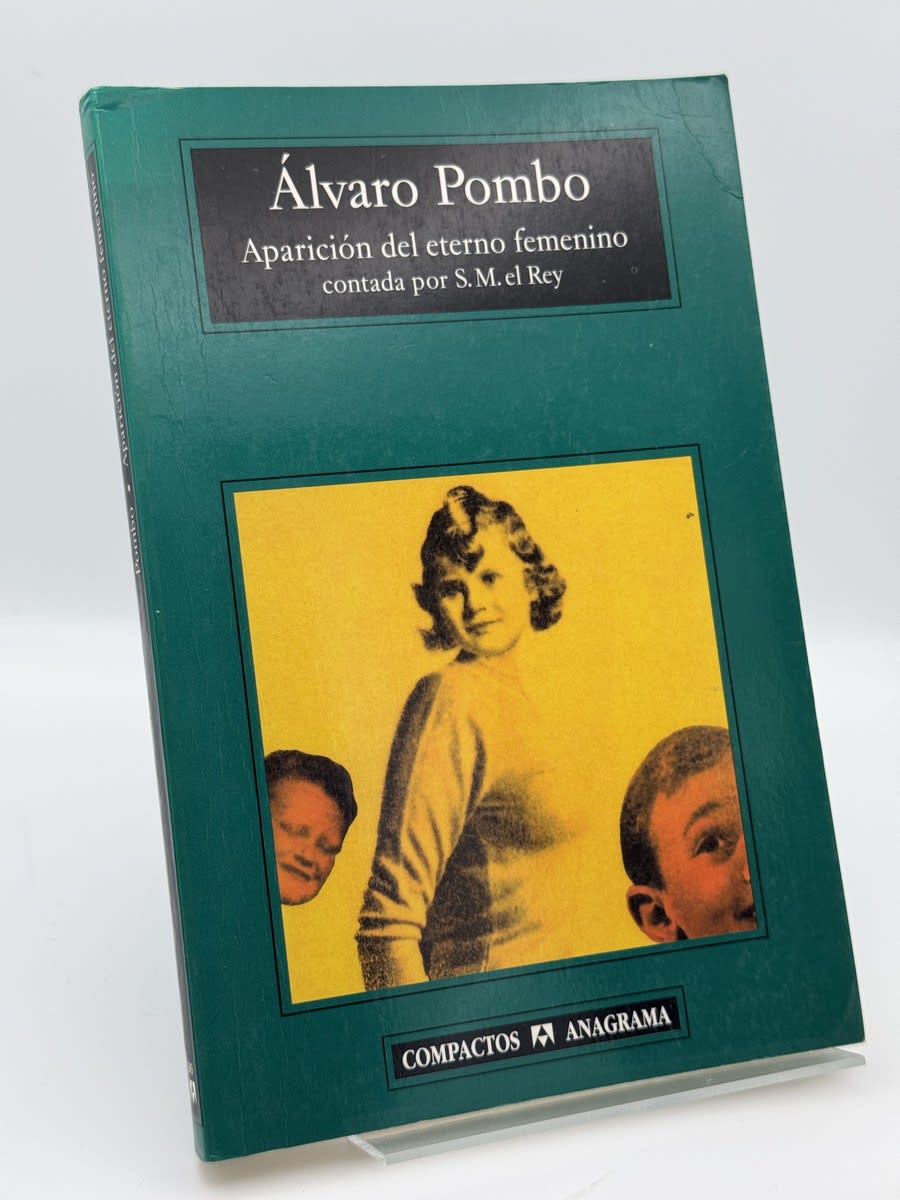 Álvaro Pombo
Aparición del eterno femenino
contada por S. M. el Rey
COMPACTOS ANAGRAMA
Pombo • Aparición del eterno femenino